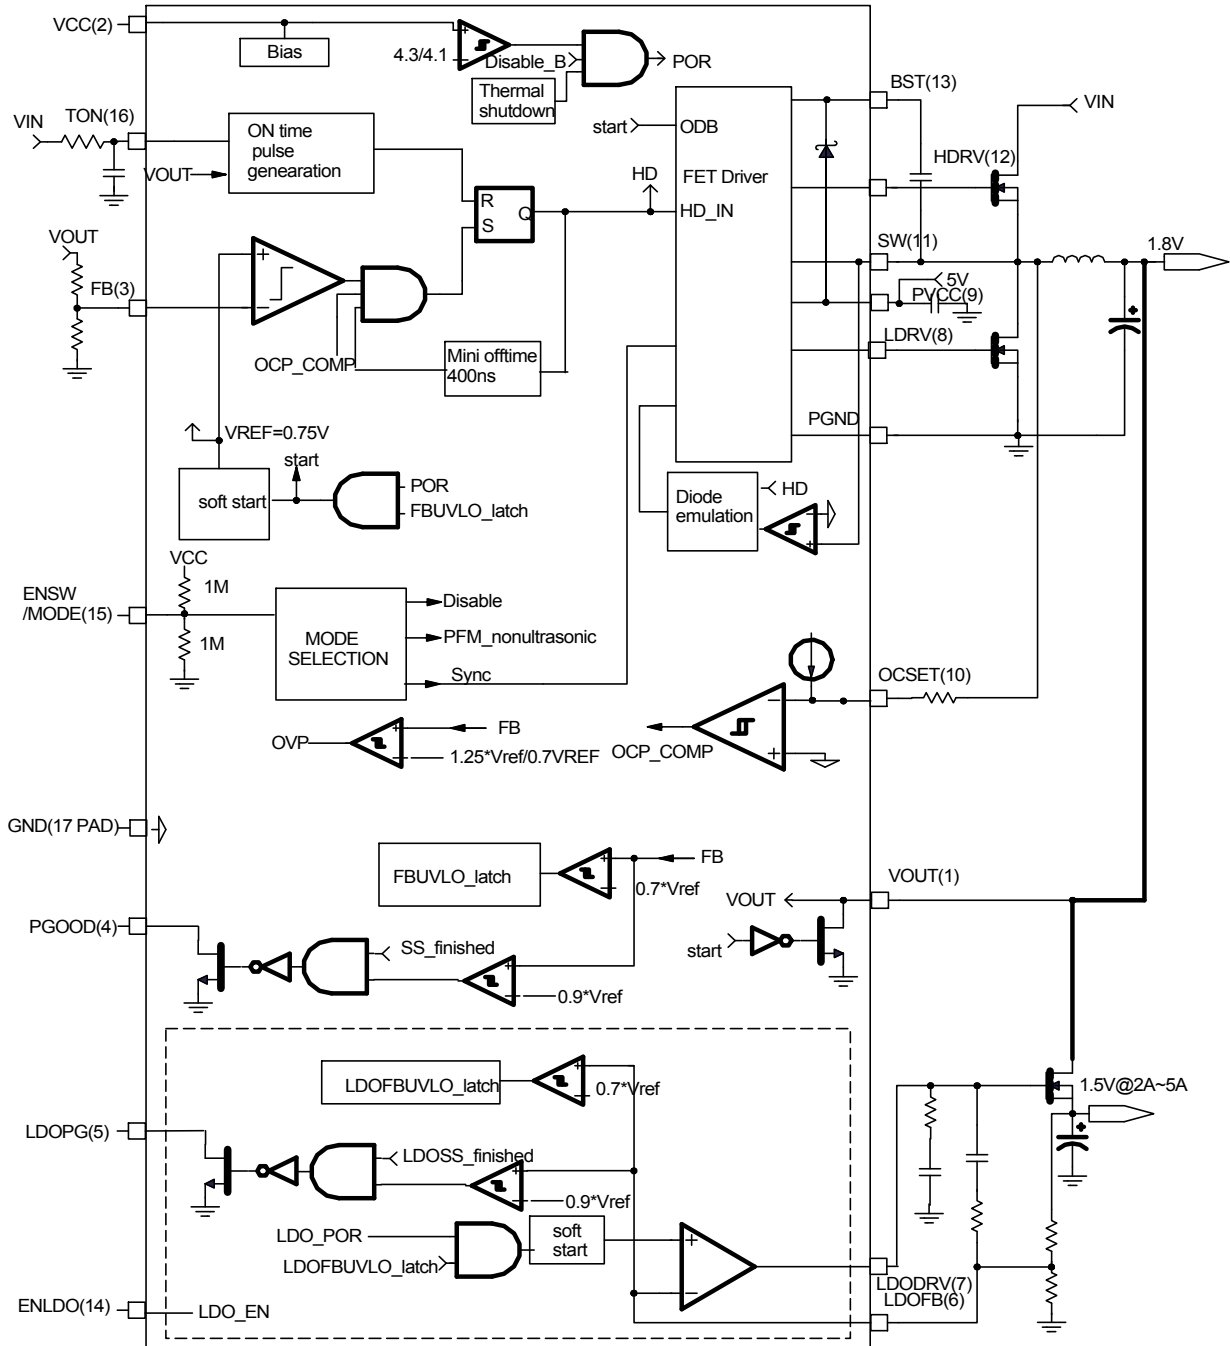 VCC(2)
Bias
4.3/4.1
Disable_B
POR
Thermal
shutdown
BST(13)
VIN
TON(16)
VIN
ON time
pulse
genearation
VOUT
start
ODB
FET Driver
HD
HD_IN
HDRV(12)
R
S
Q
SW(11)
1.8V
VOUT
FB(3)
5V
PVCC(9)
LDRV(8)
OCP_COMP
Mini offtime
400ns
PGND
VREF=0.75V
start
soft start
POR
FBUVLO_latch
Diode
emulation
HD
VCC
1M
ENSW
/MODE(15)
1M
MODE
SELECTION
Disable
PFM_nonultrasonic
Sync
OCSET(10)
OVP
FB
1.25*Vref/0.7VREF
OCP_COMP
GND(17 PAD)
FBUVLO_latch
FB
0.7*Vref
VOUT
VOUT(1)
PGOOD(4)
SS_finished
start
0.9*Vref
LDOFBUVLO_latch
0.7*Vref
1.5V@2A~5A
LDOPG(5)
LDOSS_finished
0.9*Vref
LDO_POR
LDOFBUVLO_latch
soft
start
LDODRV(7)
LDOFB(6)
ENLDO(14)
LDO_EN